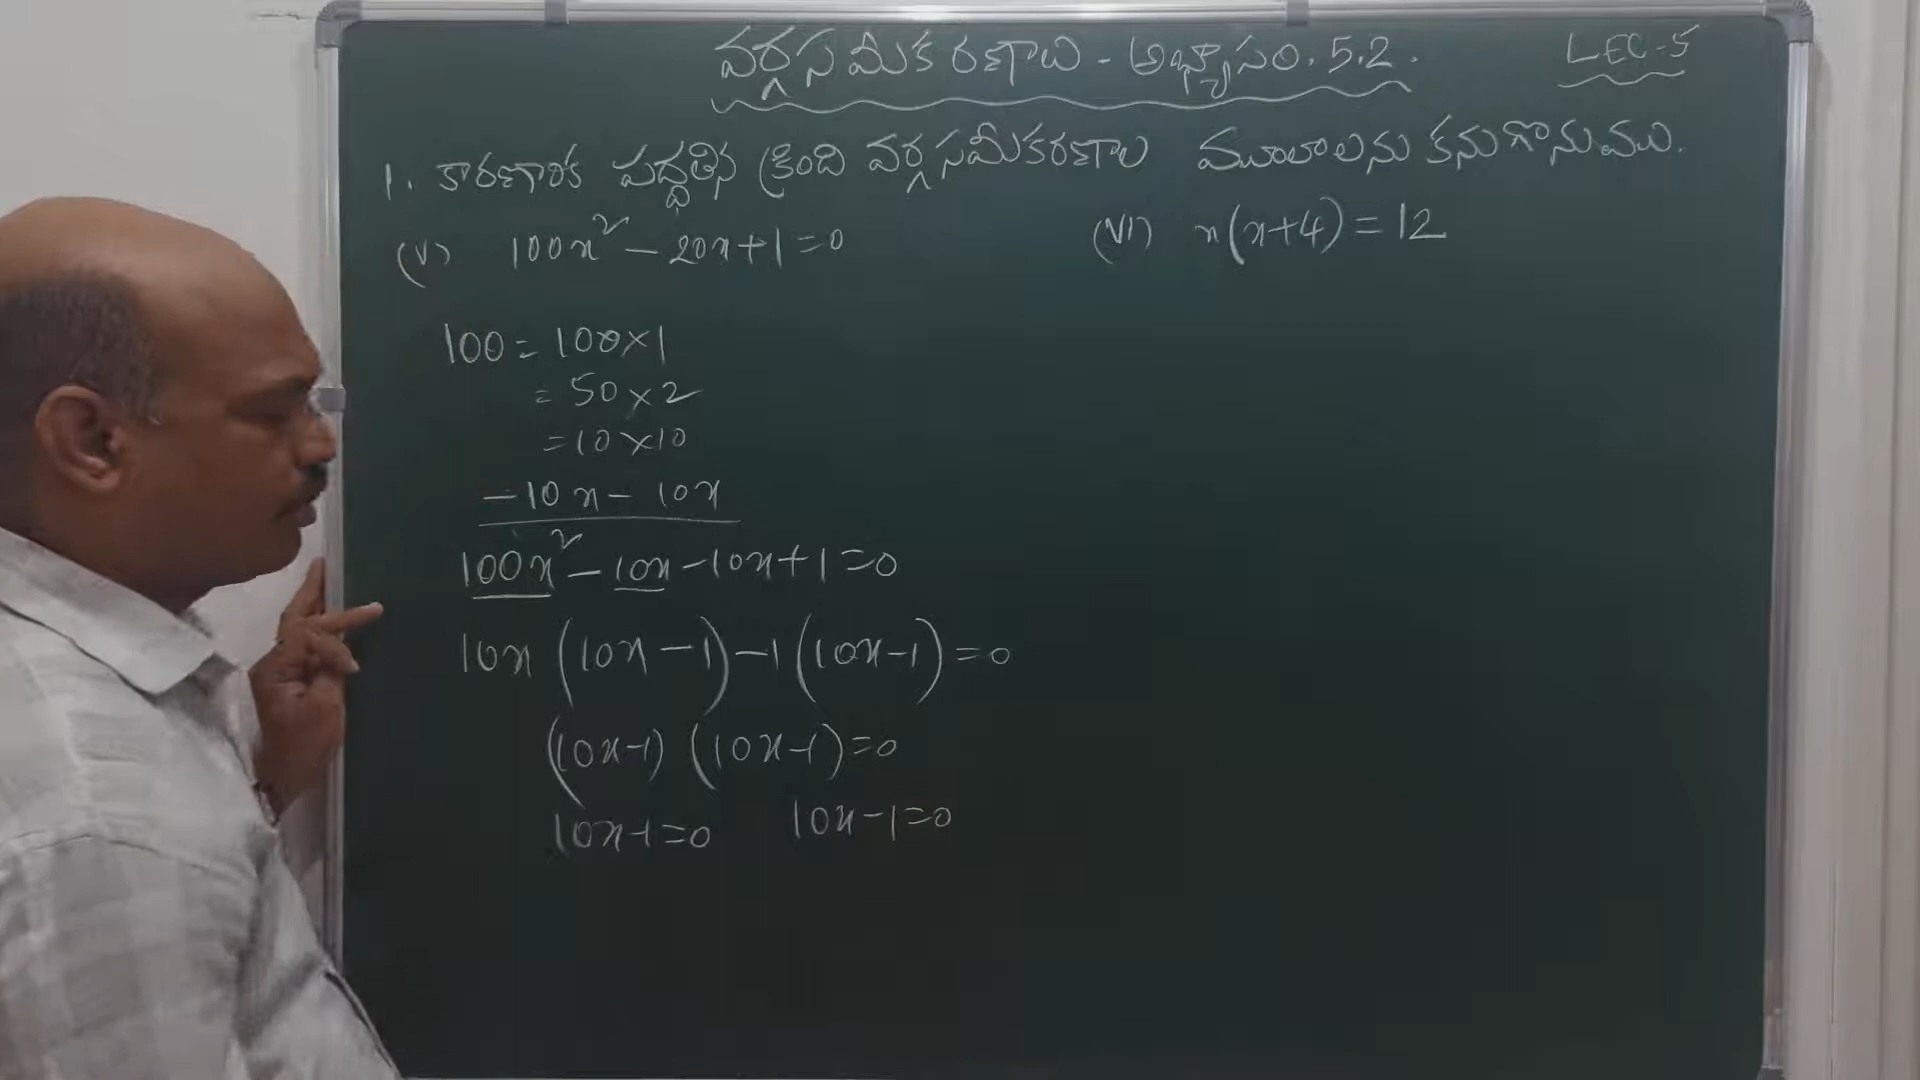 వర్గసమీకరణాలు - అభ్యాసం. 5.2.
LEC-5
1. కారణాంక పద్ధతిన క్రింది వర్గసమీకరణాల మూలాలను కనుగొనుము.
(V) 100x² - 20x + 1 = 0
(VI) x(x+4) = 12
100 = 100 × 1
= 50 × 2
= 10 × 10
-10x - 10x
100x² - 10x - 10x + 1 = 0
10x (10x - 1) - 1 (10x - 1) = 0
(10x-1) (10x-1) = 0
10x-1=0 10x-1=0